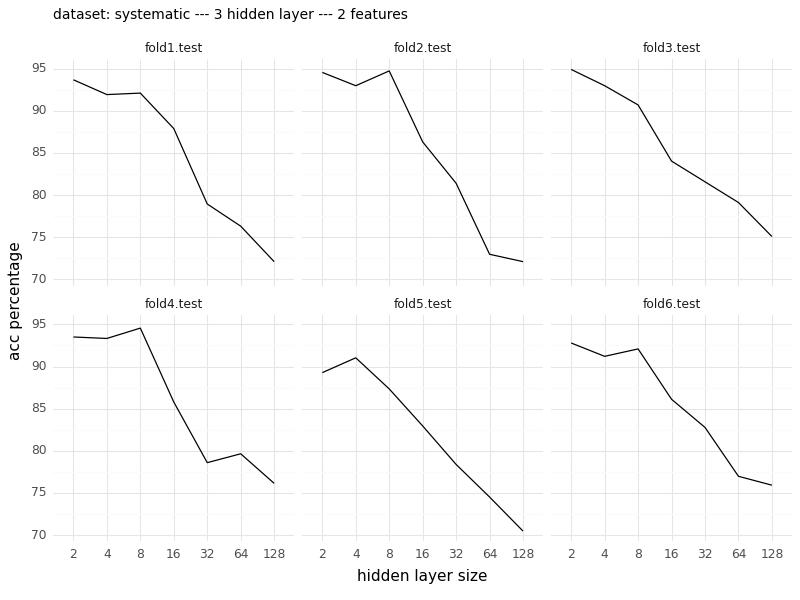 dataset: systematic --- 3 hidden layer --- 2 features
fold1.test
fold2.test
fold3.test
95
90
85
80
75
70
fold4.test
fold5.test
fold6.test
95
90
85
80
75
70
acc percentage
2 4 8 16 32 64 128
2 4 8 16 32 64 128
2 4 8 16 32 64 128
hidden layer size